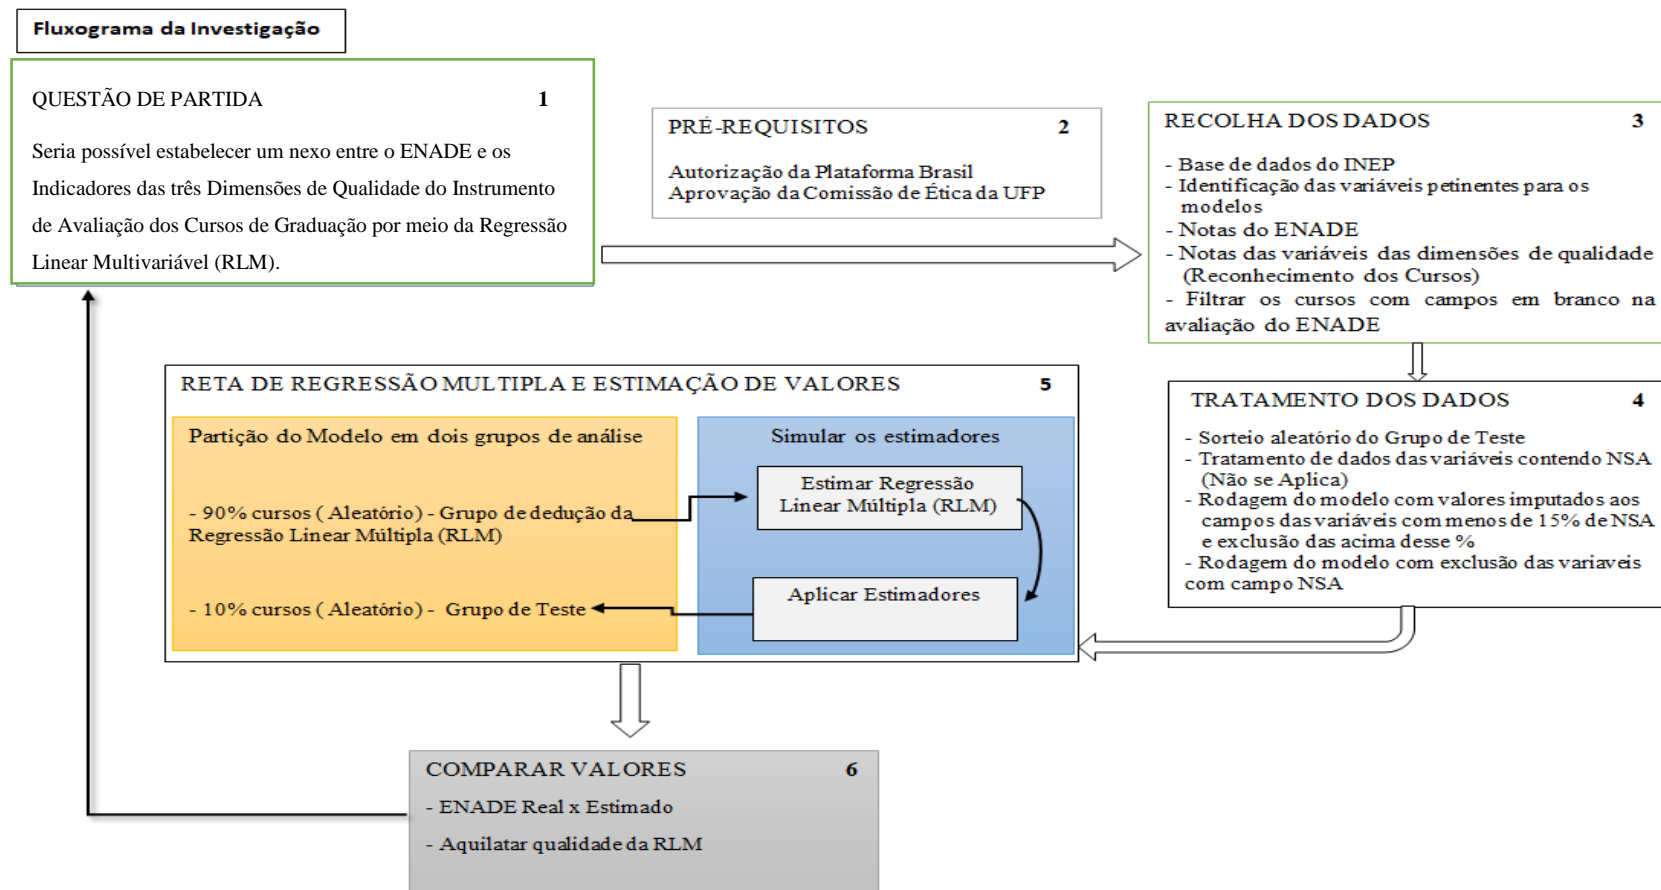 Fluxograma da Investigação
QUESTÃO DE PARTIDA 1
Seria possível estabelecer um nexo entre o ENADE e os
Indicadores das três Dimensões de Qualidade do Instrumento
de Avaliação dos Cursos de Graduação por meio da Regressão
Linear Multivariável (RLM).
PRÉ-REQUISITOS 2
Autorização da Plataforma Brasil
Aprovação da Comissão de Ética da UFP
RECOLHA DOS DADOS 3
- Base de dados do INEP
- Identificação das variáveis petinentes para os
modelos
- Notas do ENADE
- Notas das variáveis das dimensões de qualidade
(Reconhecimento dos Cursos)
- Filtrar os cursos com campos em branco na
avaliação do ENADE
TRATAMENTO DOS DADOS 4
- Sorteio aleatório do Grupo de Teste
- Tratamento de dados das variáveis contendo NSA
(Não se Aplica)
- Rodagem do modelo com valores imputados aos
campos das variáveis com menos de 15% de NSA
e exclusão das acima desse %
- Rodagem do modelo com exclusão das variaveis
com campo NSA
RETA DE REGRESSÃO MULTIPLA E ESTIMAÇÃO DE VALORES 5
Partição do Modelo em dois grupos de análise
- 90% cursos ( Aleatório) - Grupo de dedução da
Regressão Linear Múltipla (RLM)
- 10% cursos ( Aleatório) - Grupo de Teste
Simular os estimadores
Estimar Regressão
Linear Múltipla (RLM)
Aplicar Estimadores
COMPARAR VALORES 6
- ENADE Real x Estimado
- Aquilatar qualidade da RLM